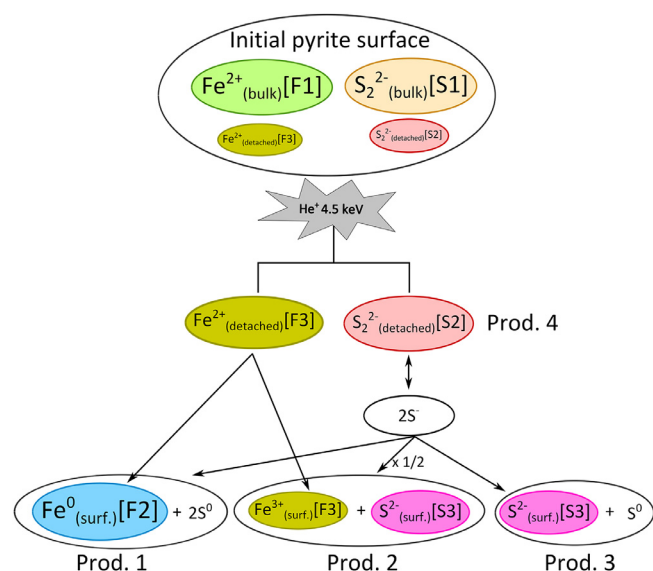 Initial pyrite surface
Fe²⁺(bulk)[F1] S₂²⁻(bulk)[S1]
Fe²⁺(detached)[F3] S₂²⁻(detached)[S2]
He⁺ 4.5 keV
Fe²⁺(detached)[F3] S₂²⁻(detached)[S2] Prod. 4
2S⁻
x 1/2
Fe⁰(surf.)[F2] + 2S⁰ Fe³⁺(surf.)[F3] + S²⁻(surf.)[S3] S²⁻(surf.)[S3] + S⁰
Prod. 1 Prod. 2 Prod. 3